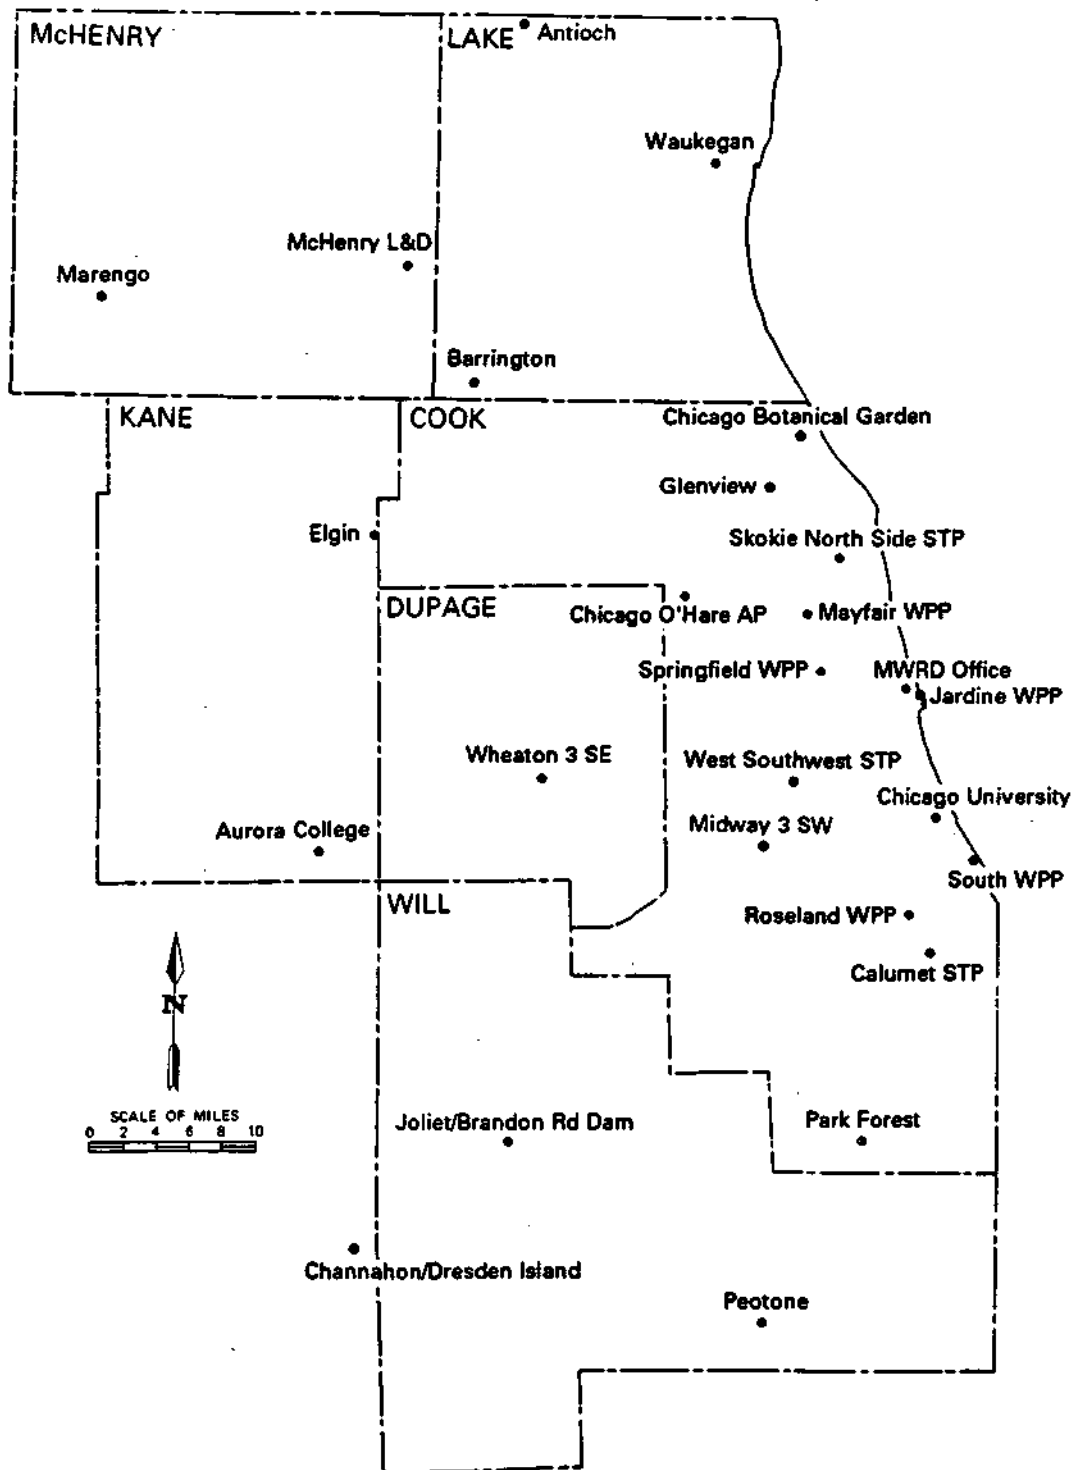 McHENRY
LAKE
Antioch
Waukegan
McHenry L&D
Marengo
Barrington
KANE
COOK
Chicago Botanical Garden
Glenview
Elgin
Skokie North Side STP
DUPAGE
Chicago O'Hare AP
Mayfair WPP
Springfield WPP
MWRD Office
Jardine WPP
Wheaton 3 SE
West Southwest STP
Chicago University
Aurora College
Midway 3 SW
South WPP
WILL
Roseland WPP
Calumet STP
N
SCALE OF MILES
0 2 4 6 8 10
Joliet/Brandon Rd Dam
Park Forest
Channahon/Dresden Island
Peotone